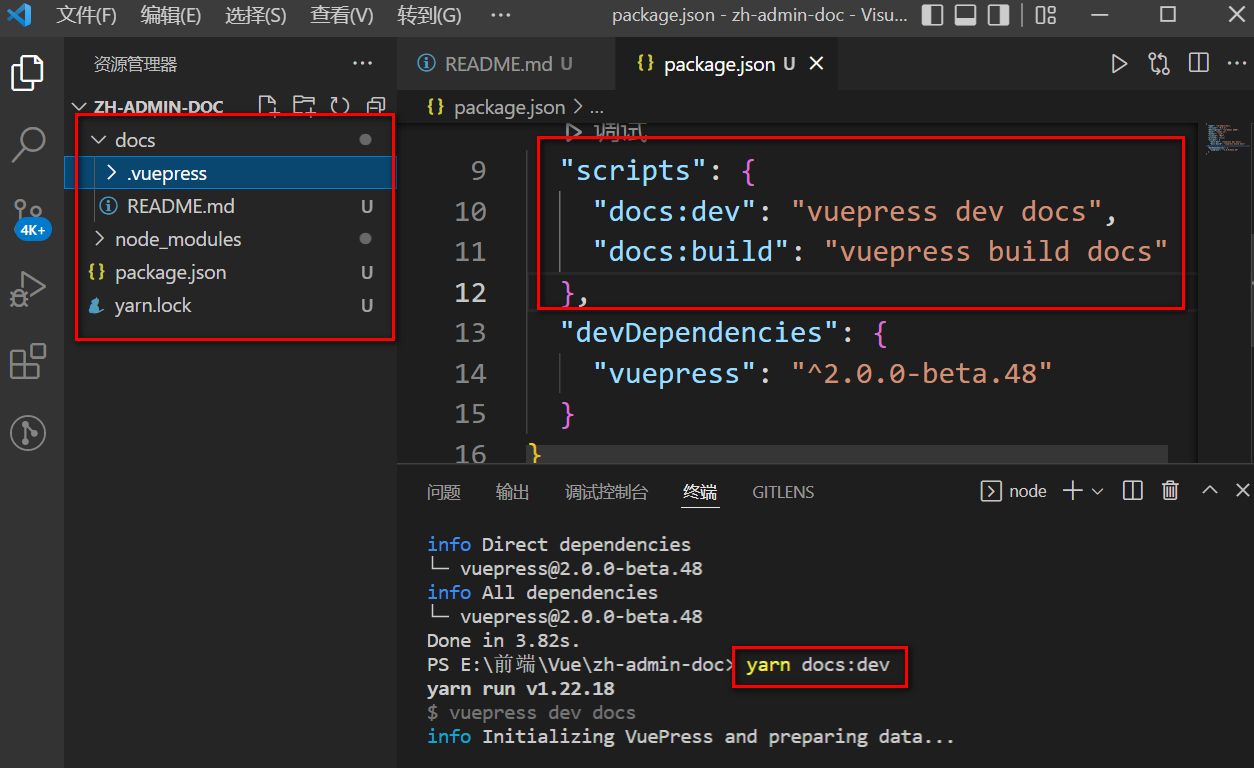 文件(F) 编辑(E) 选择(S) 查看(V) 转到(G) ··· package.json - zh-admin-doc - Visu...
资源管理器 ···
ZH-ADMIN-DOC
docs
.vuepress
README.md U
node_modules
package.json U
yarn.lock U
4K+
README.md U {} package.json U
{} package.json > ...
调试
9 "scripts": {
10 "docs:dev": "vuepress dev docs",
11 "docs:build": "vuepress build docs"
12 },
13 "devDependencies": {
14 "vuepress": "^2.0.0-beta.48"
15 }
16 }
问题 输出 调试控制台 终端 GITLENS node
info Direct dependencies
└─ vuepress@2.0.0-beta.48
info All dependencies
└─ vuepress@2.0.0-beta.48
Done in 3.82s.
PS E:\前端\Vue\zh-admin-doc> yarn docs:dev
yarn run v1.22.18
$ vuepress dev docs
info Initializing VuePress and preparing data...